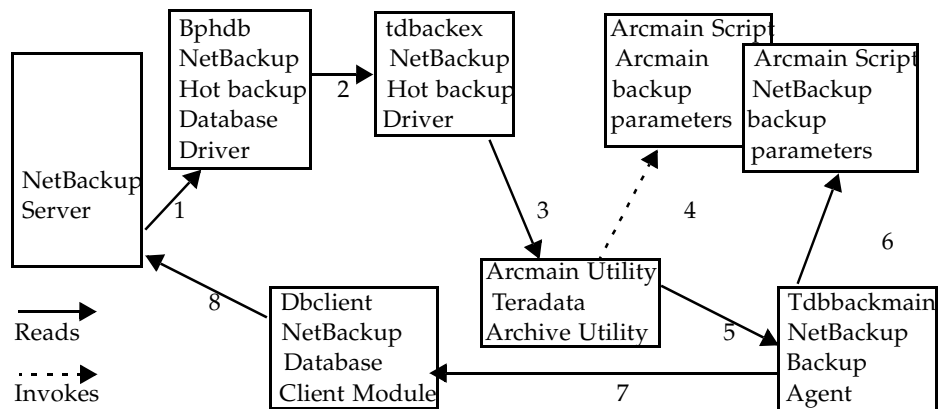 Bphdb
NetBackup
Hot backup
Database
Driver
tdbackex
NetBackup
Hot backup
Driver
Arcmain Script
Arcmain
backup
parameters
Arcmain Script
NetBackup
backup
parameters
NetBackup
Server
1
2
3
4
5
6
7
8
Arcmain Utility
Teradata
Archive Utility
Dbclient
NetBackup
Database
Client Module
Tdbbackmain
NetBackup
Backup
Agent
Reads
Invokes